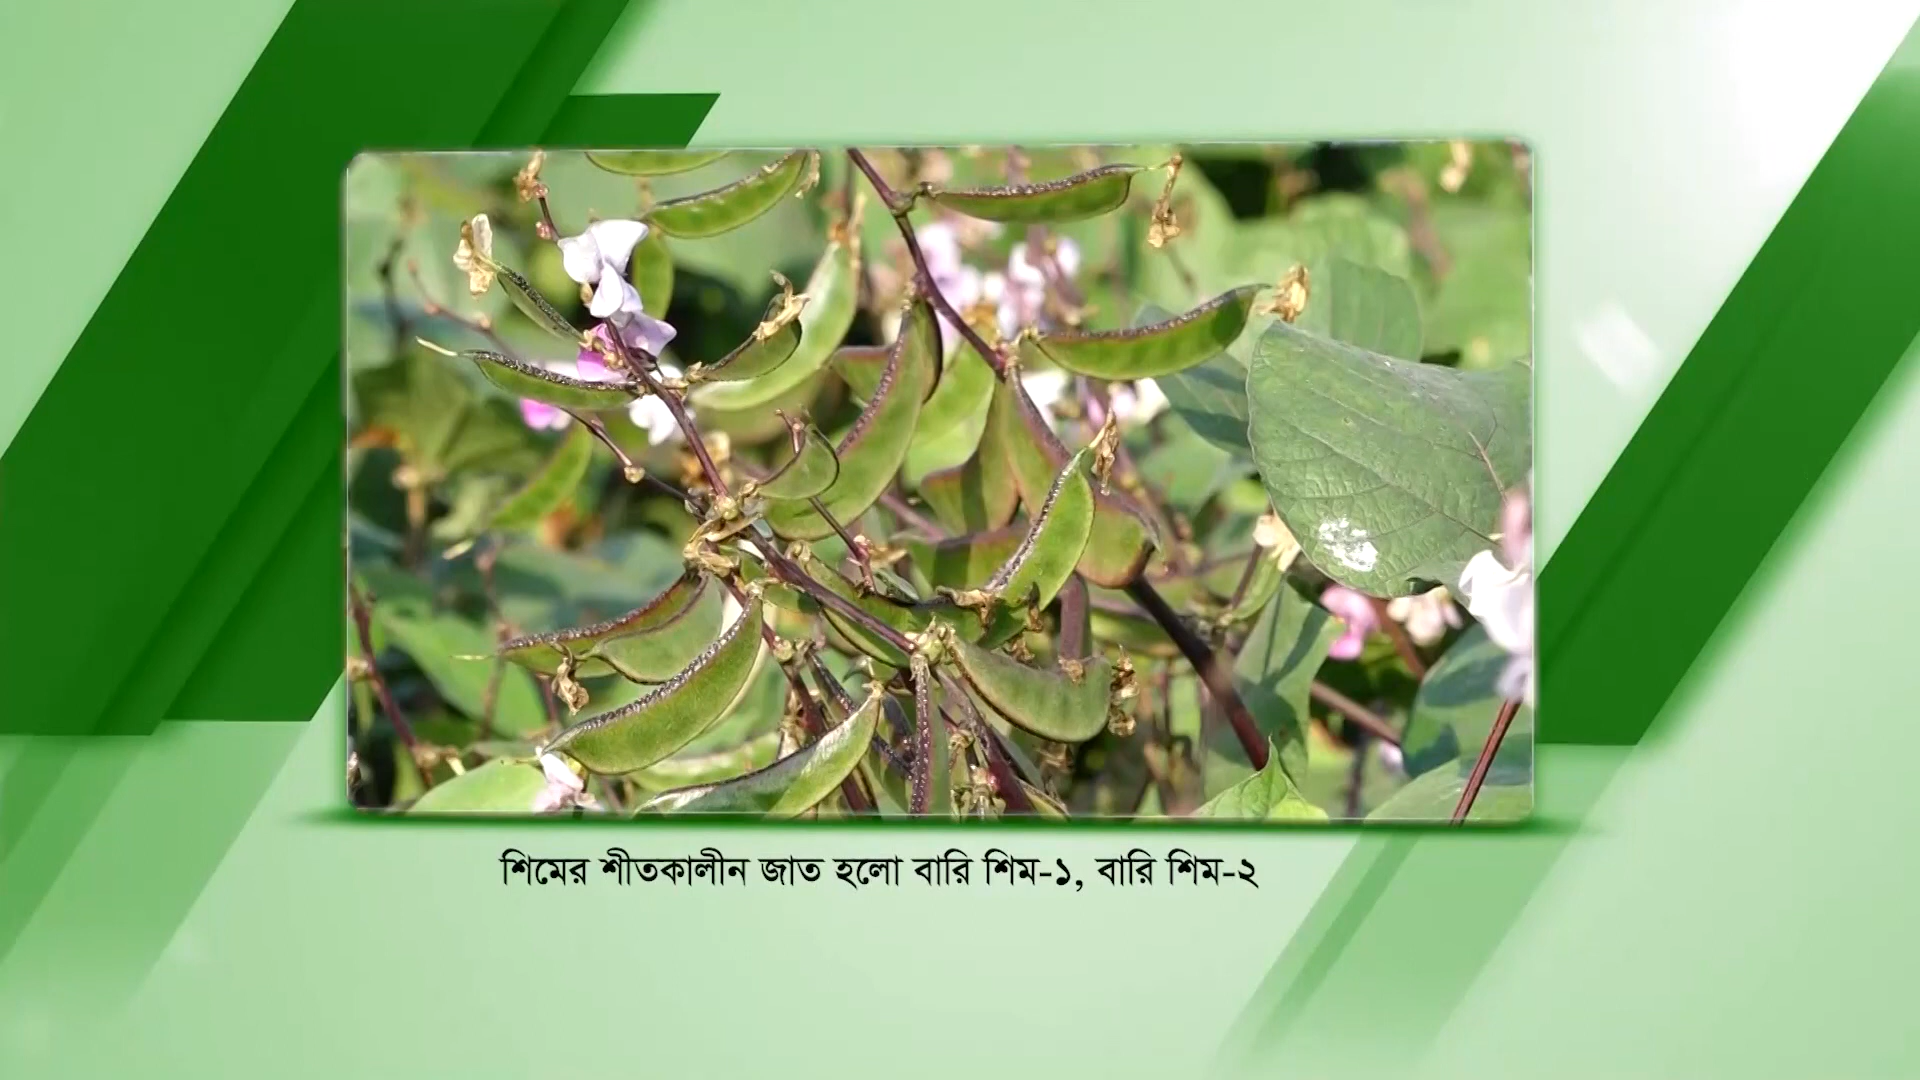 শিমের শীতকালীন জাত হলো বারি শিম-১, বারি শিম-২